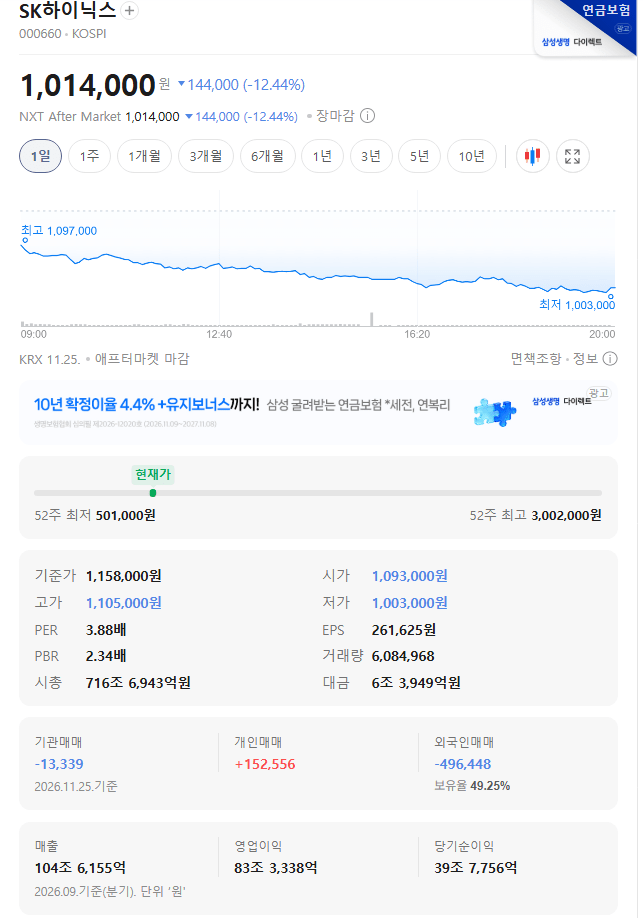 SK하이닉스 +
000660 • KOSPI
연금보험
광고
삼성생명 다이렉트
1,014,000원 ▼144,000 (-12.44%)
NXT After Market 1,014,000 ▼144,000 (-12.44%) • 장마감 ⓘ
1일 1주 1개월 3개월 6개월 1년 3년 5년 10년
최고 1,097,000
최저 1,003,000
09:00 12:40 16:20 20:00
KRX 11.25. • 애프터마켓 마감 면책조항 • 정보 ⓘ
10년 확정이율 4.4% +유지보너스까지! 삼성 굴려받는 연금보험 *세전, 연복리 삼성생명 다이렉트 광고
현재가
52주 최저 501,000원 52주 최고 3,002,000원
기준가 1,158,000원 시가 1,093,000원
고가 1,105,000원 저가 1,003,000원
PER 3.88배 EPS 261,625원
PBR 2.34배 거래량 6,084,968
시총 716조 6,943억원 대금 6조 3,949억원
기관매매 개인매매 외국인매매
-13,339 +152,556 -496,448
2026.11.25.기준 보유율 49.25%
매출 영업이익 당기순이익
104조 6,155억 83조 3,338억 39조 7,756억
2026.09.기준(분기). 단위 '원'